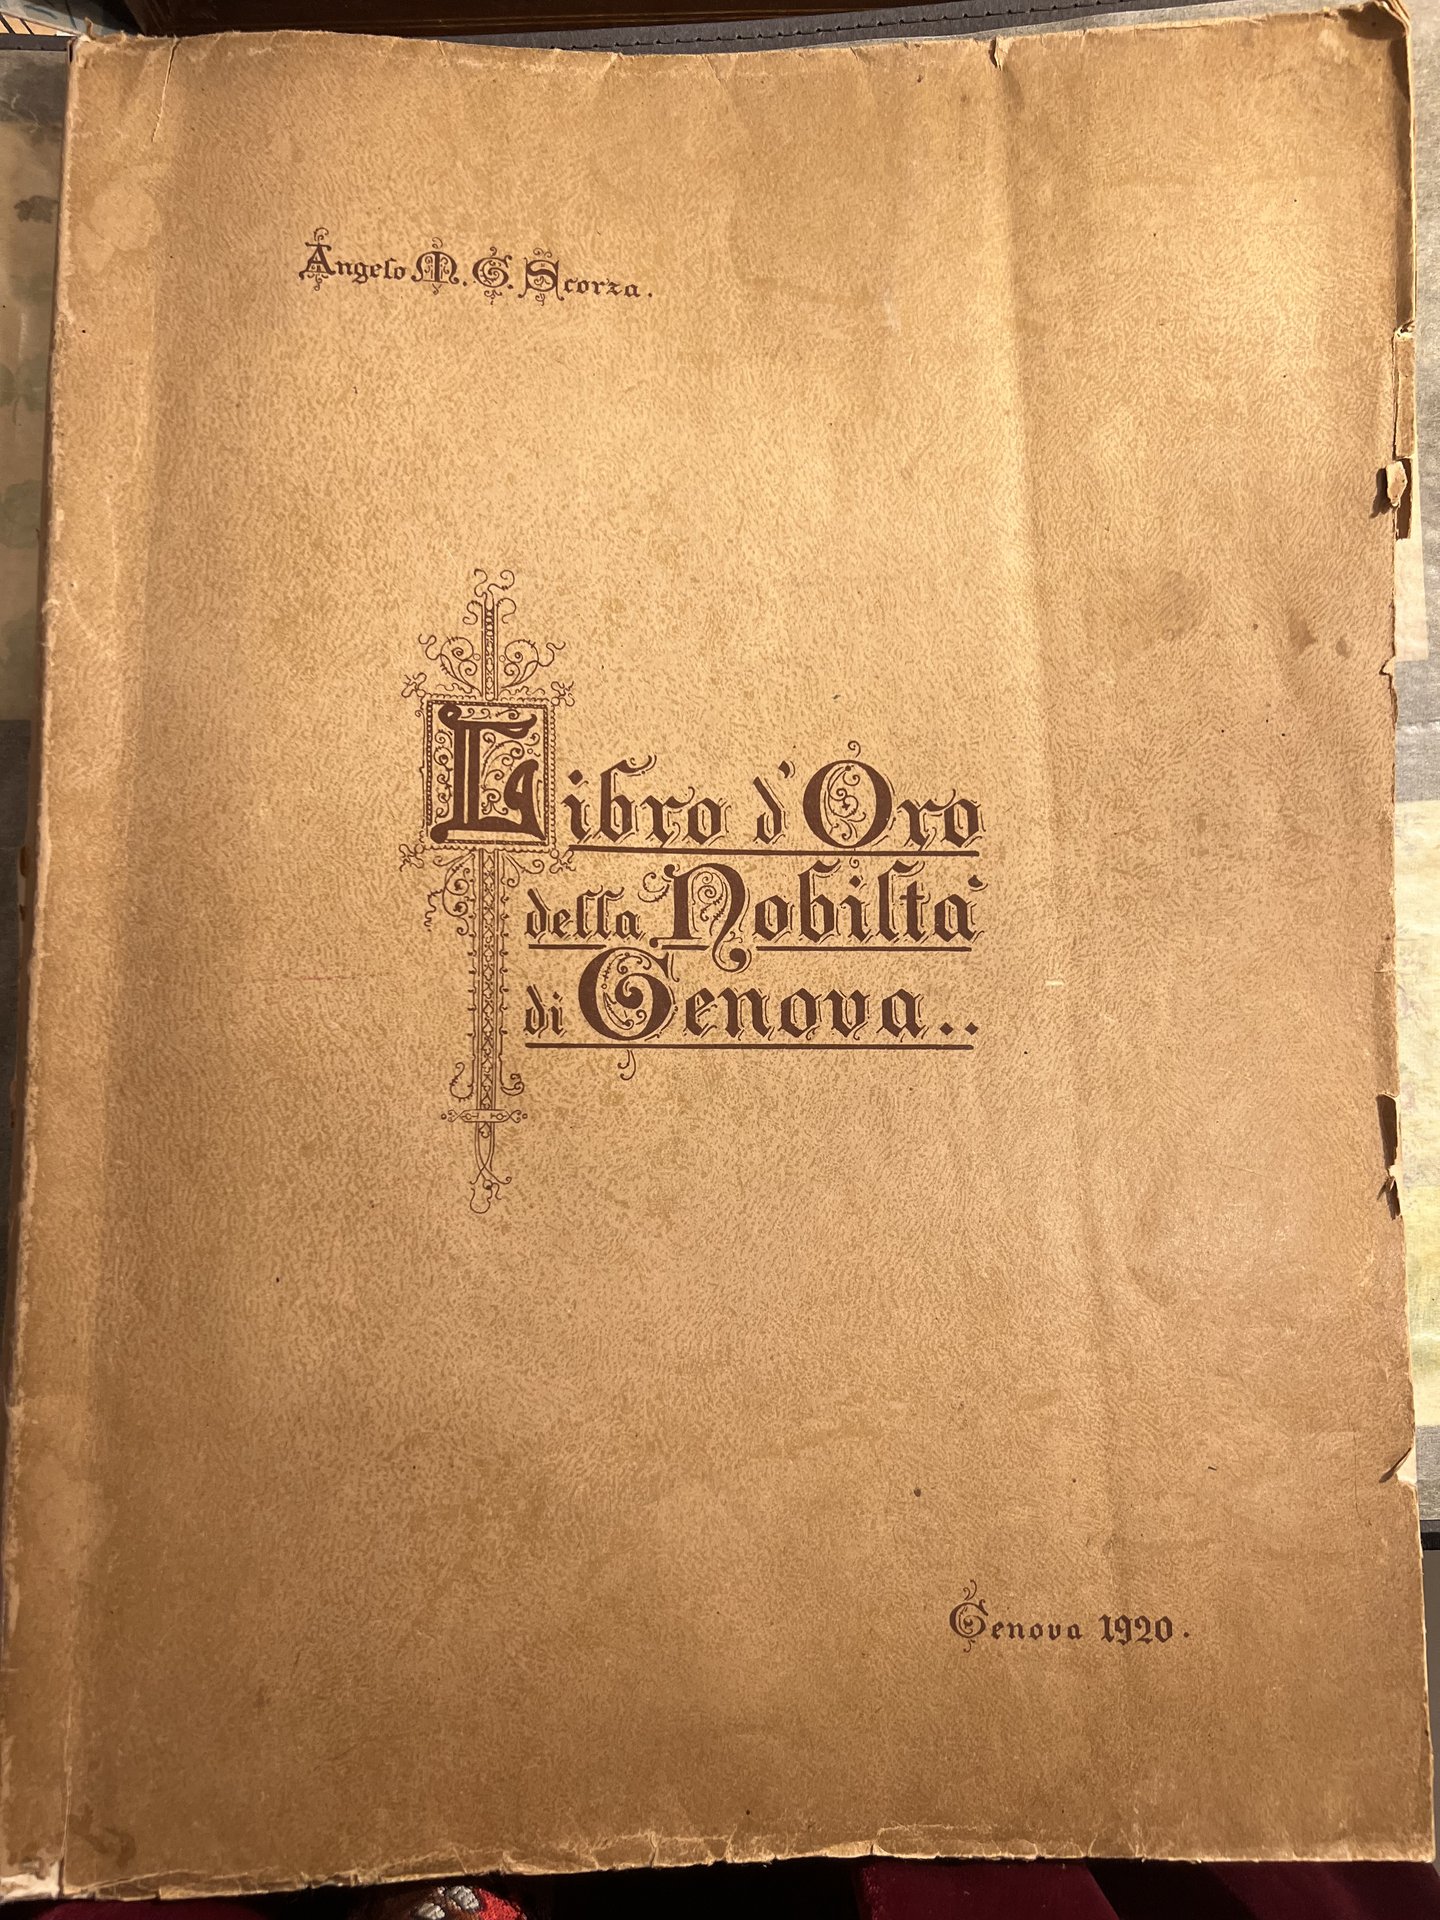 Angelo M. G. Scorza.
Libro d'Oro
della Nobiltà
di Genova..
Genova 1920.